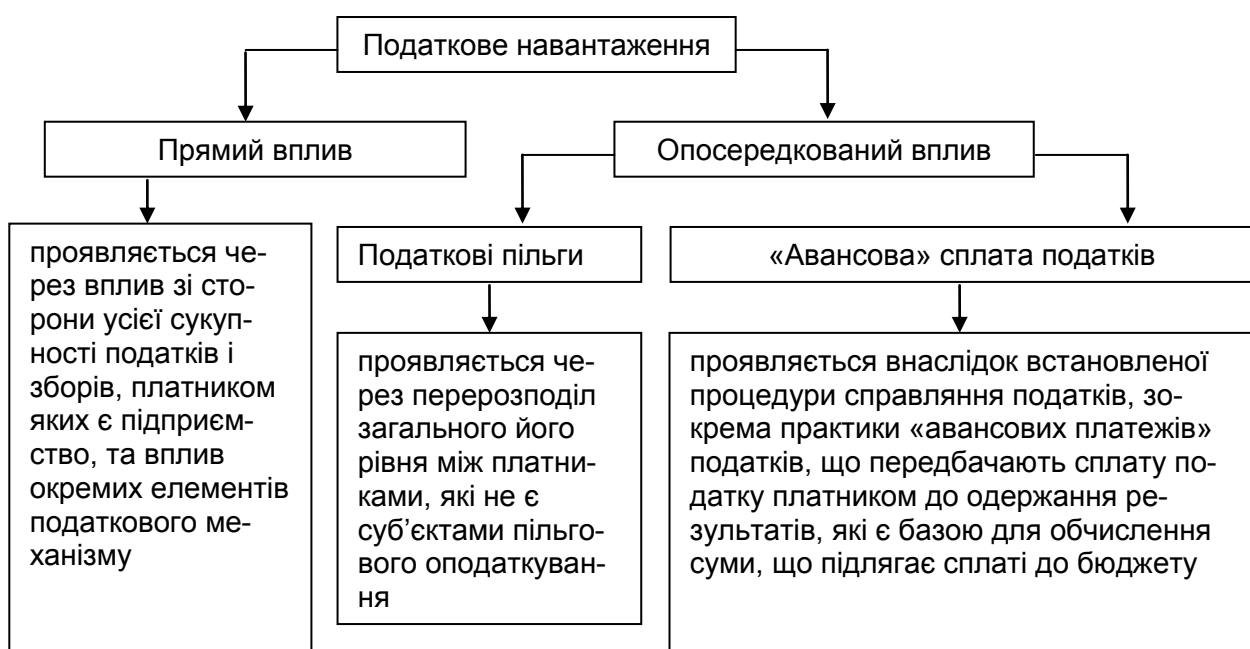 Податкове навантаження
Прямий вплив
Опосередкований вплив
проявляється че-
рез вплив зі сто-
рони усієї сукуп-
ності податків і
зборів, платником
яких є підприєм-
ство, та вплив
окремих елементів
податкового ме-
ханізму
Податкові пільги
проявляється че-
рез перерозподіл
загального його
рівня між платни-
ками, які не є
суб’єктами пільго-
вого оподаткуван-
ня
«Авансова» сплата податків
проявляється внаслідок встановленої
процедури справляння податків, зо-
крема практики «авансових платежів»
податків, що передбачають сплату по-
датку платником до одержання ре-
зультатів, які є базою для обчислення
суми, що підлягає сплаті до бюджету